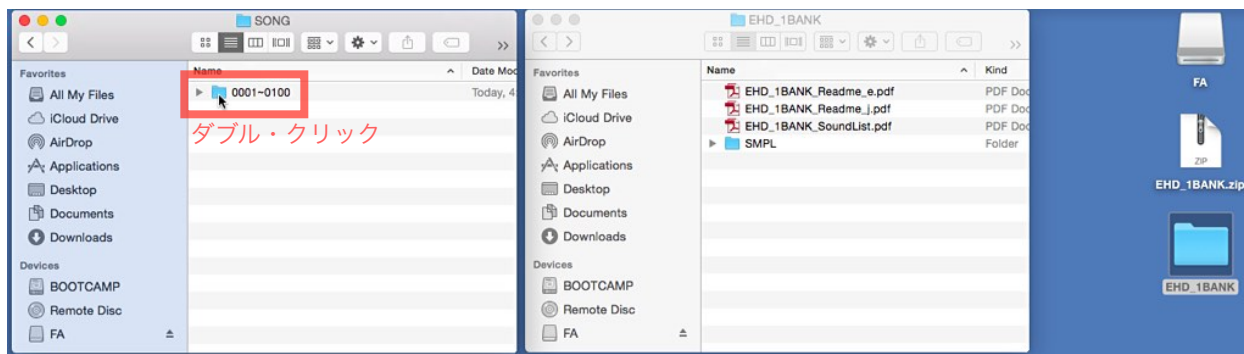 SONG
Name
Date Mod
Favorites
0001~0100
Today, 4:
All My Files
ダブル・クリック
iCloud Drive
AirDrop
Applications
Desktop
Documents
Downloads
Devices
BOOTCAMP
Remote Disc
FA
EHD_1BANK
Name
Kind
Favorites
EHD_1BANK_Readme_e.pdf
PDF Doc
All My Files
EHD_1BANK_Readme_j.pdf
PDF Doc
iCloud Drive
EHD_1BANK_SoundList.pdf
PDF Doc
AirDrop
SMPL
Folder
Applications
Desktop
Documents
Downloads
Devices
BOOTCAMP
Remote Disc
FA
FA
ZIP
EHD_1BANK.zip
EHD_1BANK